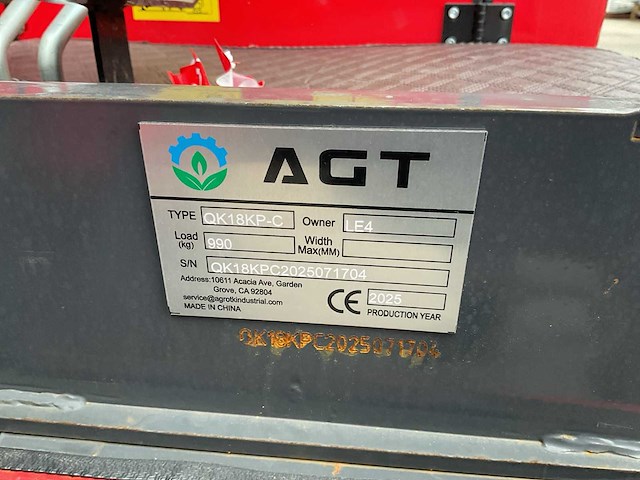 AGT
TYPE QK18KP-C Owner LE4
Load (kg) 990 Width Max(MM)
S/N QK18KPC2025071704
Address:10611 Acacia Ave, Garden
Grove, CA 92804
service@agrotkindustrial.com
MADE IN CHINA
CE 2025
PRODUCTION YEAR
QK18KPC2025071704